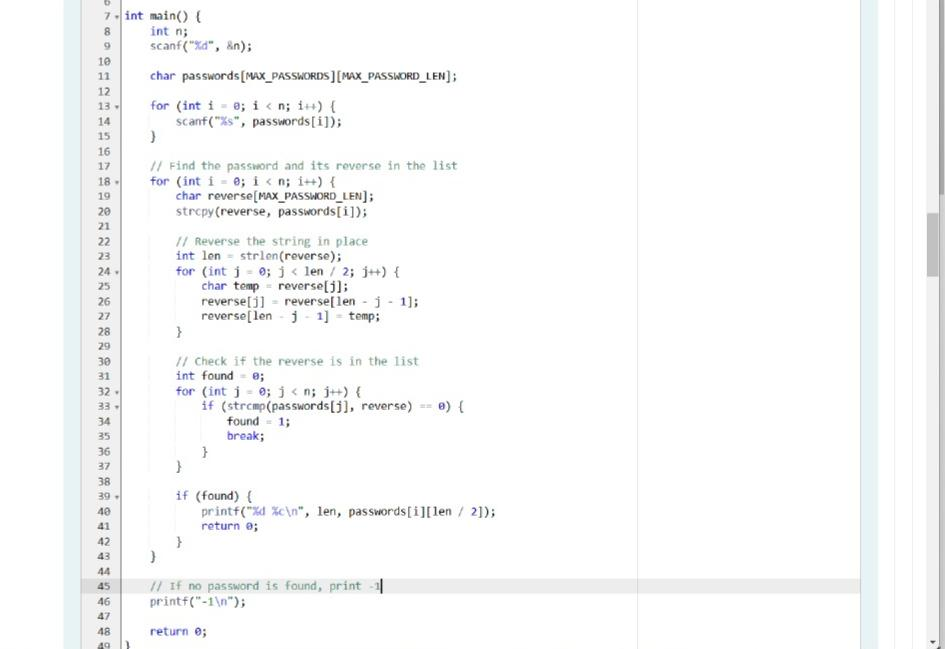 6
7 int main() {
8     int n;
9     scanf("%d", &n);
10
11     char passwords[MAX_PASSWORDS][MAX_PASSWORD_LEN];
12
13     for (int i = 0; i < n; i++) {
14         scanf("%s", passwords[i]);
15     }
16
17     // Find the password and its reverse in the list
18     for (int i = 0; i < n; i++) {
19         char reverse[MAX_PASSWORD_LEN];
20         strcpy(reverse, passwords[i]);
21
22         // Reverse the string in place
23         int len = strlen(reverse);
24         for (int j = 0; j < len / 2; j++) {
25             char temp = reverse[j];
26             reverse[j] = reverse[len - j - 1];
27             reverse[len - j - 1] = temp;
28         }
29
30         // Check if the reverse is in the list
31         int found = 0;
32         for (int j = 0; j < n; j++) {
33             if (strcmp(passwords[j], reverse) == 0) {
34                 found = 1;
35                 break;
36             }
37         }
38
39         if (found) {
40             printf("%d %c\n", len, passwords[i][len / 2]);
41             return 0;
42         }
43     }
44
45     // If no password is found, print -1
46     printf("-1\n");
47
48     return 0;
49 }